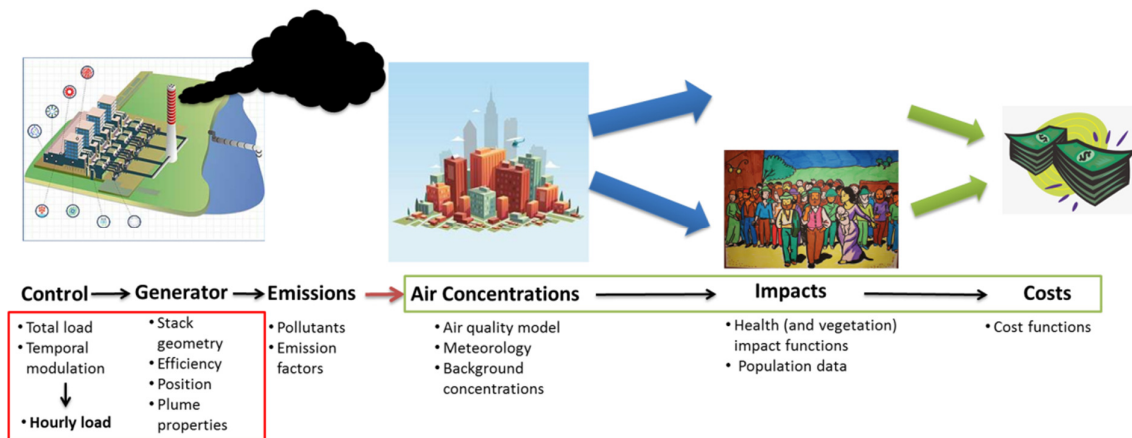 Control
Generator
Emissions
Air Concentrations
Impacts
Costs
• Total load
• Temporal
modulation
• Hourly load
• Stack
geometry
• Efficiency
• Position
• Plume
properties
• Pollutants
• Emission
factors
• Air quality model
• Meteorology
• Background
concentrations
• Health (and vegetation)
impact functions
• Population data
• Cost functions